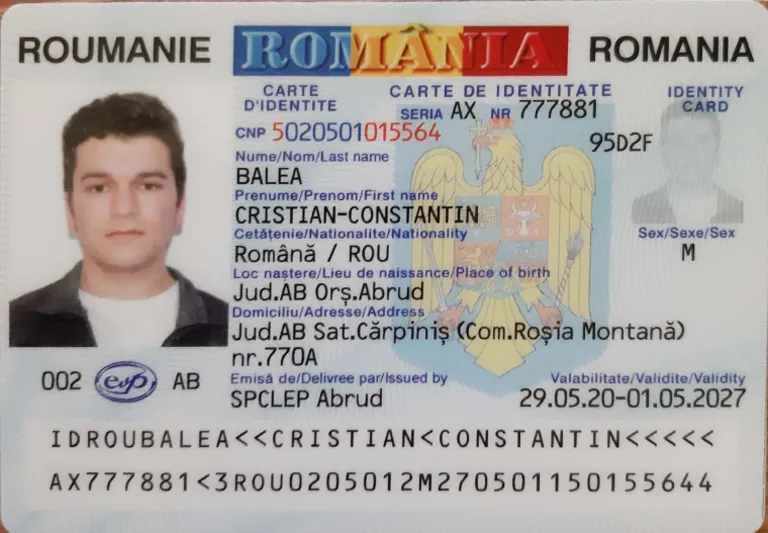 ROUMANIE ROMÂNIA ROMANIA
CARTE D'IDENTITE CARTE DE IDENTITATE IDENTITY CARD
SERIA AX NR 777881
CNP 5020501015564 95D2F
Nume/Nom/Last name
BALEA
Prenume/Prenom/First name
CRISTIAN-CONSTANTIN
Cetăţenie/Nationalite/Nationality Sex/Sexe/Sex
Română / ROU M
Loc naştere/Lieu de naissance/Place of birth
Jud.AB Orş.Abrud
Domiciliu/Adresse/Address
Jud.AB Sat.Cărpiniş (Com.Roşia Montană)
nr.770A
002 evp AB
Emisă de/Delivree par/Issued by Valabilitate/Validite/Validity
SPCLEP Abrud 29.05.20-01.05.2027
IDROUBALEA<<CRISTIAN<CONSTANTIN<<<<<
AX777881<3ROU0205012M270501150155644